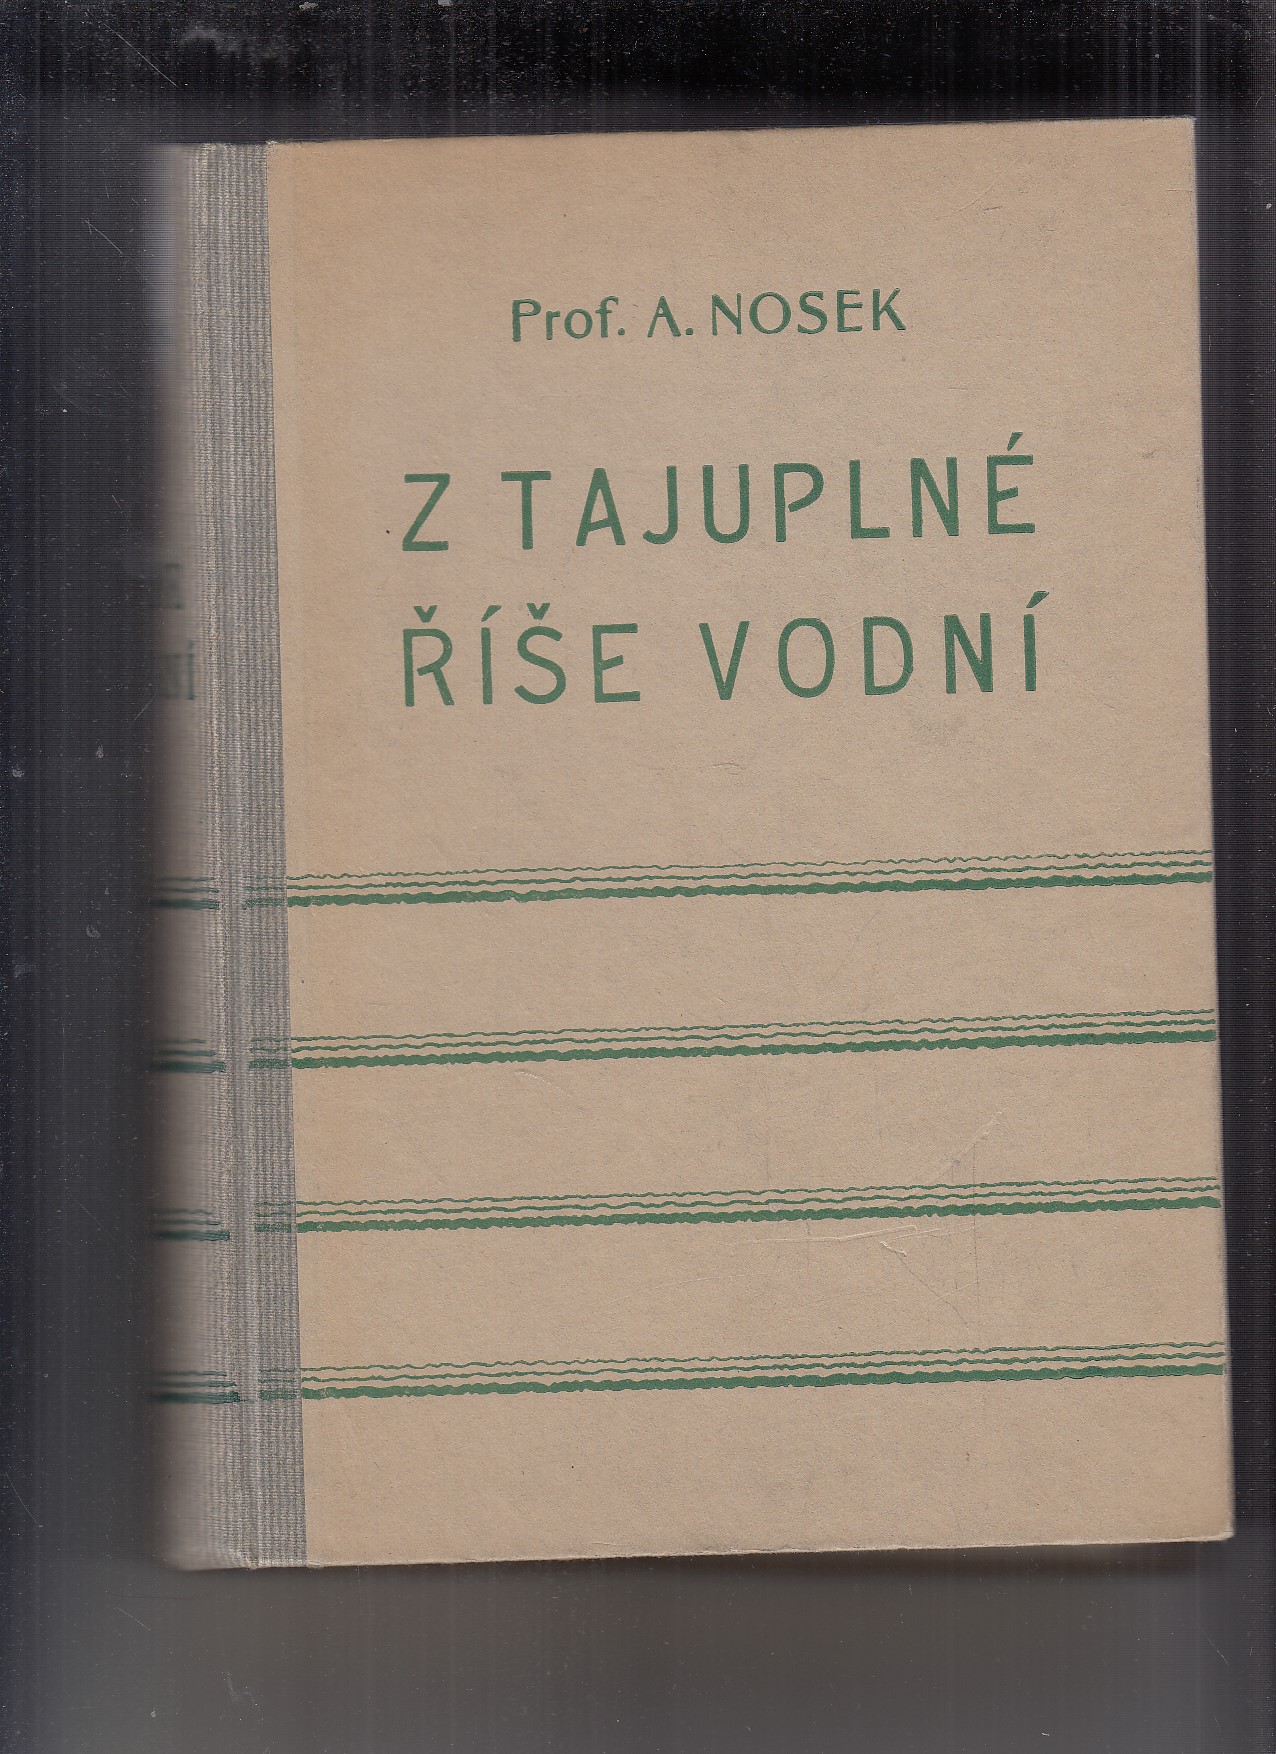 Prof. A. NOSEK
Z TAJUPLNÉ
ŘÍŠE VODNÍ